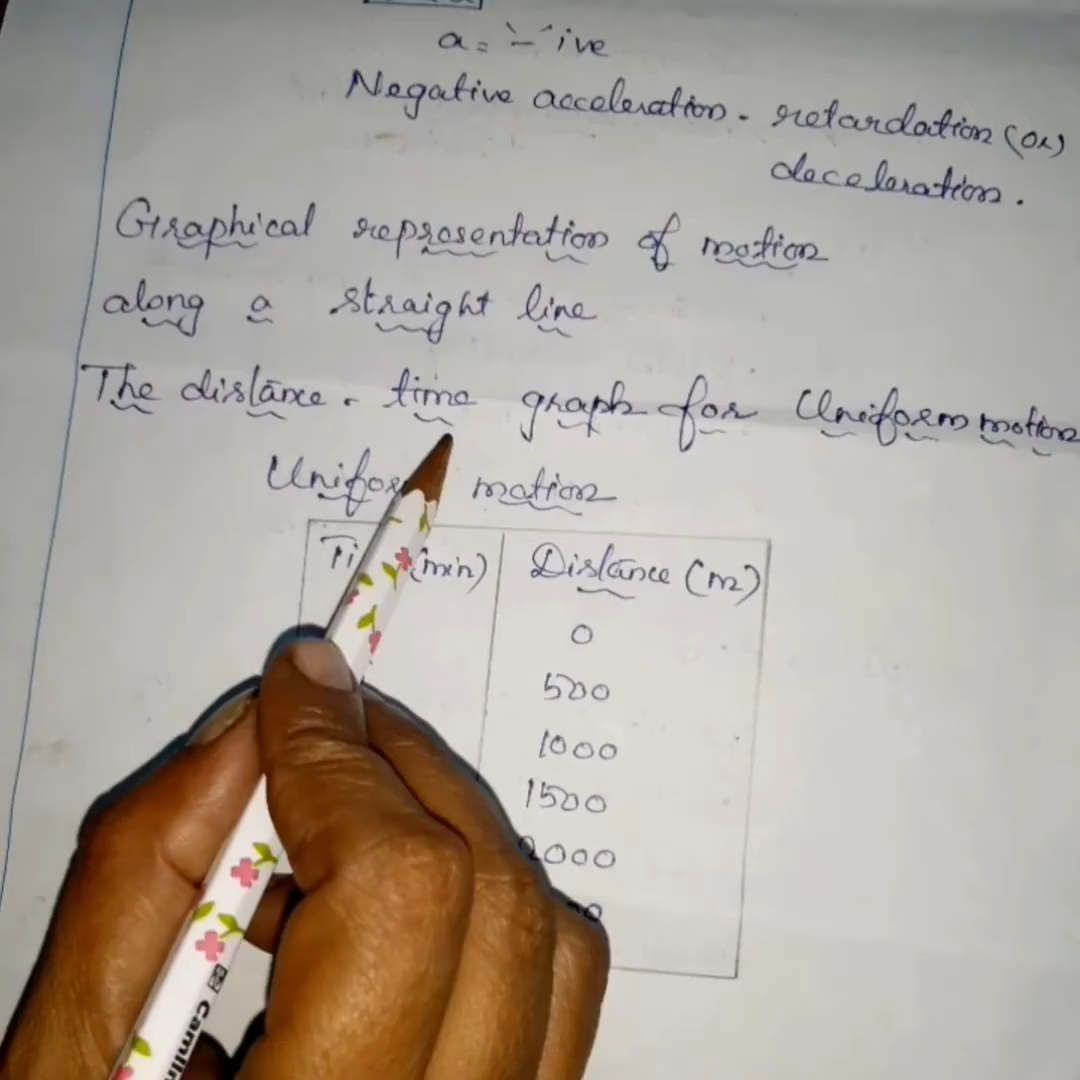 a = '-'ive
Negative acceleration - retardation (or)
deceleration.
Graphical representation of motion
along a straight line
The distance - time graph for Uniform motion
motion
(min) Distance (m)
0
500
1000
1500
2000